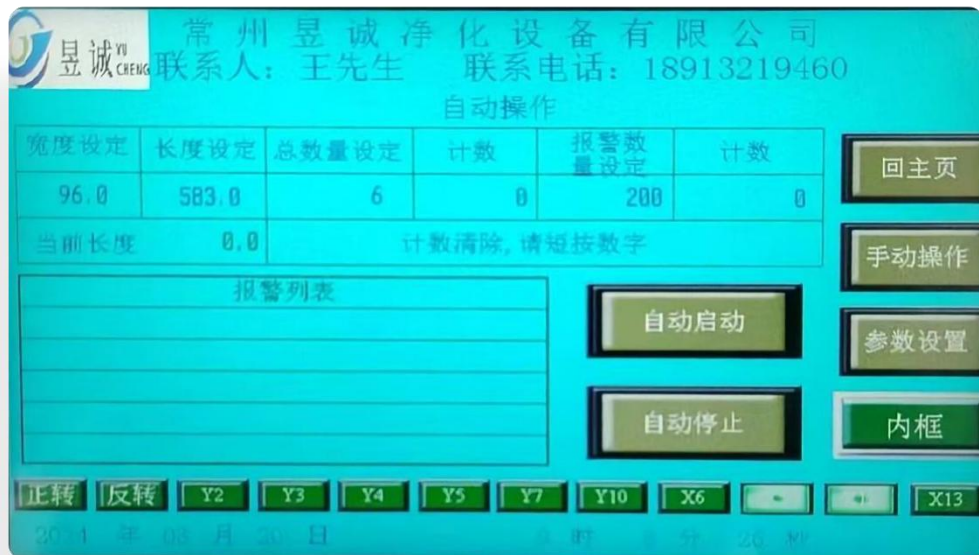 常州昱诚净化设备有限公司
昱诚 YU CHENG 联系人：王先生 联系电话：18913219460
自动操作
宽度设定 长度设定 总数量设定 计数 报警数量设定 计数
96.0 583.0 6 0 200 0
当前长度 0.0 计数清除,请短按数字
报警列表
回主页
手动操作
参数设置
自动启动
自动停止
内框
正转 反转 Y2 Y3 Y4 Y5 Y7 Y10 X6 X13
年 03 月 20 日 时 分 26 秒